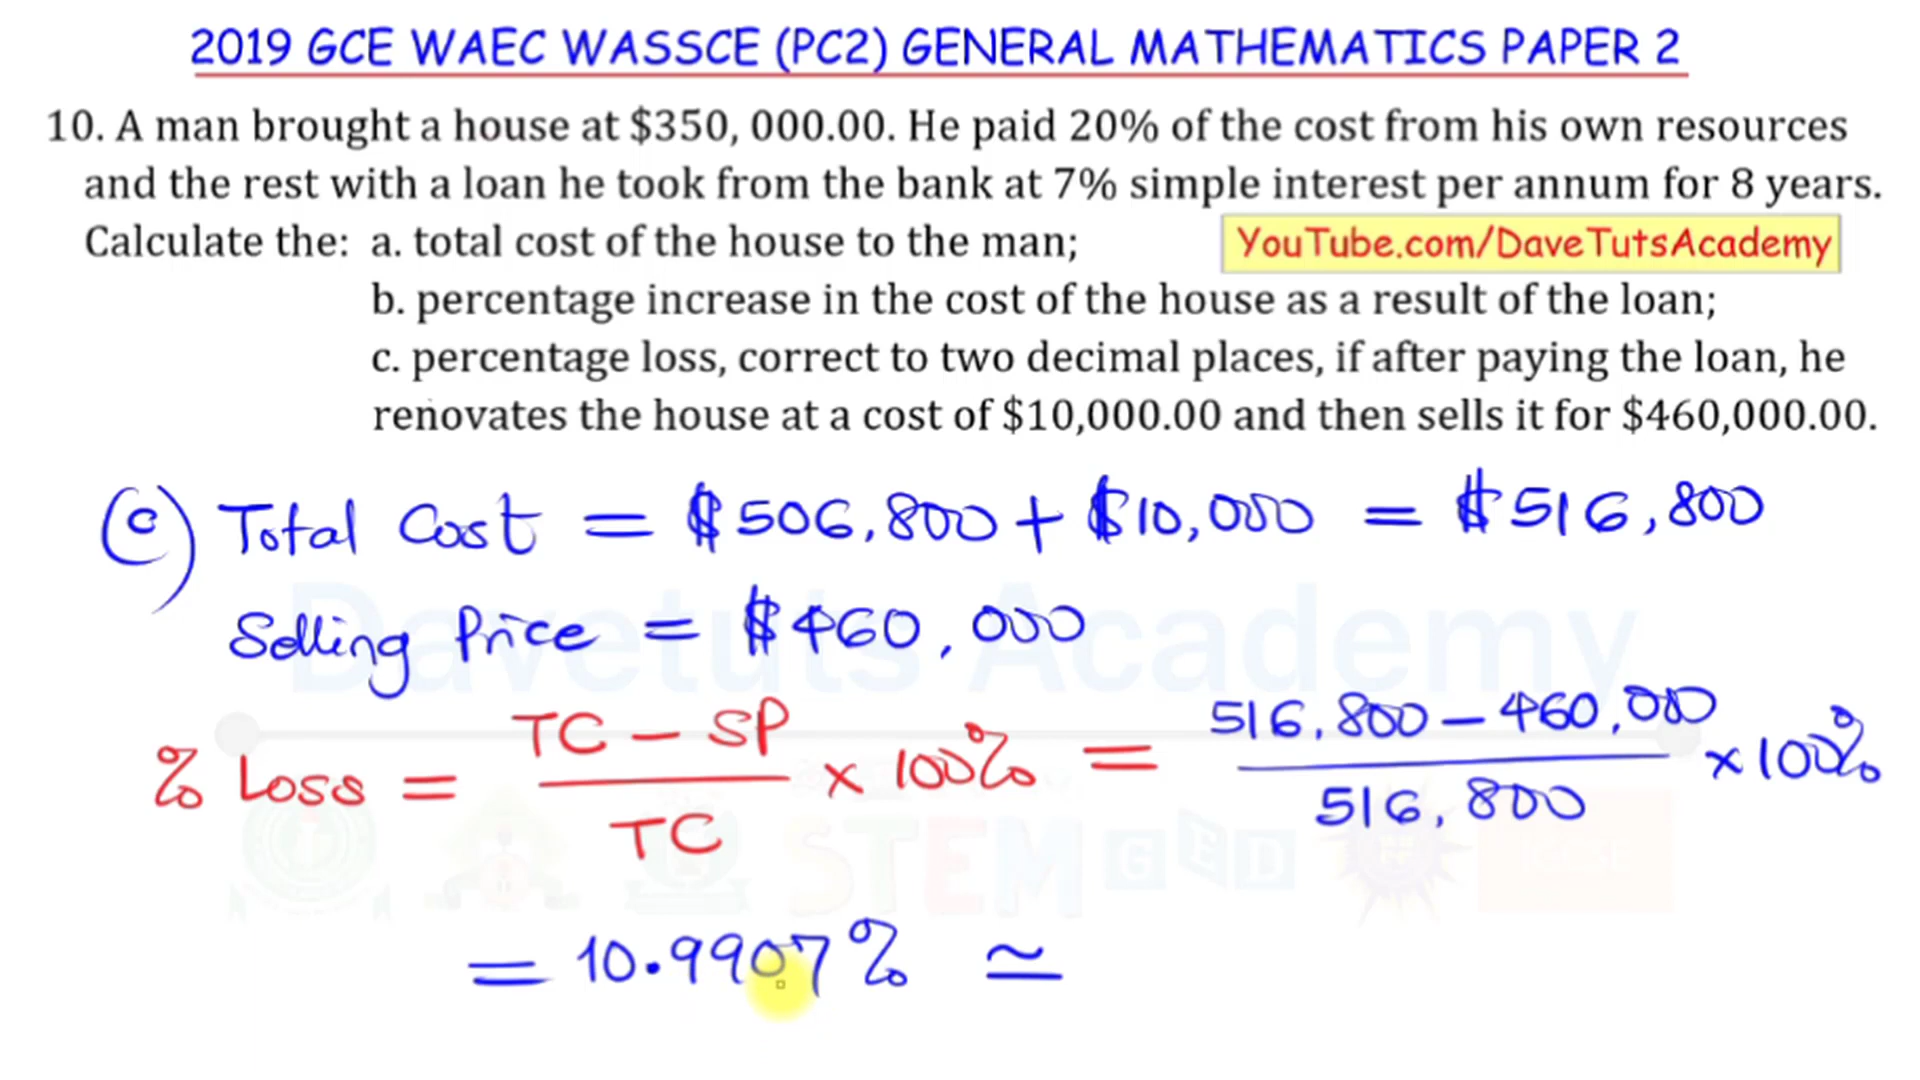 2019 GCE WAEC WASSCE (PC2) GENERAL MATHEMATICS PAPER 2
10. A man brought a house at $350, 000.00. He paid 20% of the cost from his own resources
and the rest with a loan he took from the bank at 7% simple interest per annum for 8 years.
Calculate the: a. total cost of the house to the man;
YouTube.com/DaveTutsAcademy
b. percentage increase in the cost of the house as a result of the loan;
c. percentage loss, correct to two decimal places, if after paying the loan, he
renovates the house at a cost of $10,000.00 and then sells it for $460,000.00.
(c) Total Cost = $506,800 + $10,000 = $516,800
Selling Price = $460,000
% Loss = TC - SP / TC x 100% = 516,800 - 460,000 / 516,800 x 100%
= 10.9907% ≃
Davetuts Academy
STEM GED